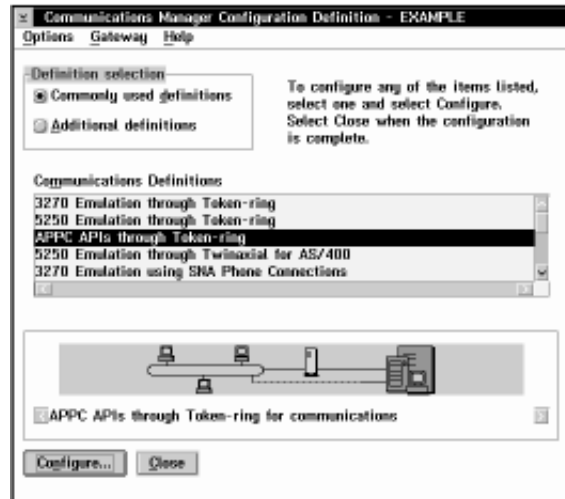 Communications Manager Configuration Definition - EXAMPLE
Options Gateway Help
Definition selection
Commonly used definitions
Additional definitions
To configure any of the items listed,
select one and select Configure.
Select Close when the configuration
is complete.
Communications Definitions
3270 Emulation through Token-ring
5250 Emulation through Token-ring
APPC APIs through Token-ring
5250 Emulation through Twinaxial for AS/400
3270 Emulation using SNA Phone Connections
APPC APIs through Token-ring for communications
Configure... Close